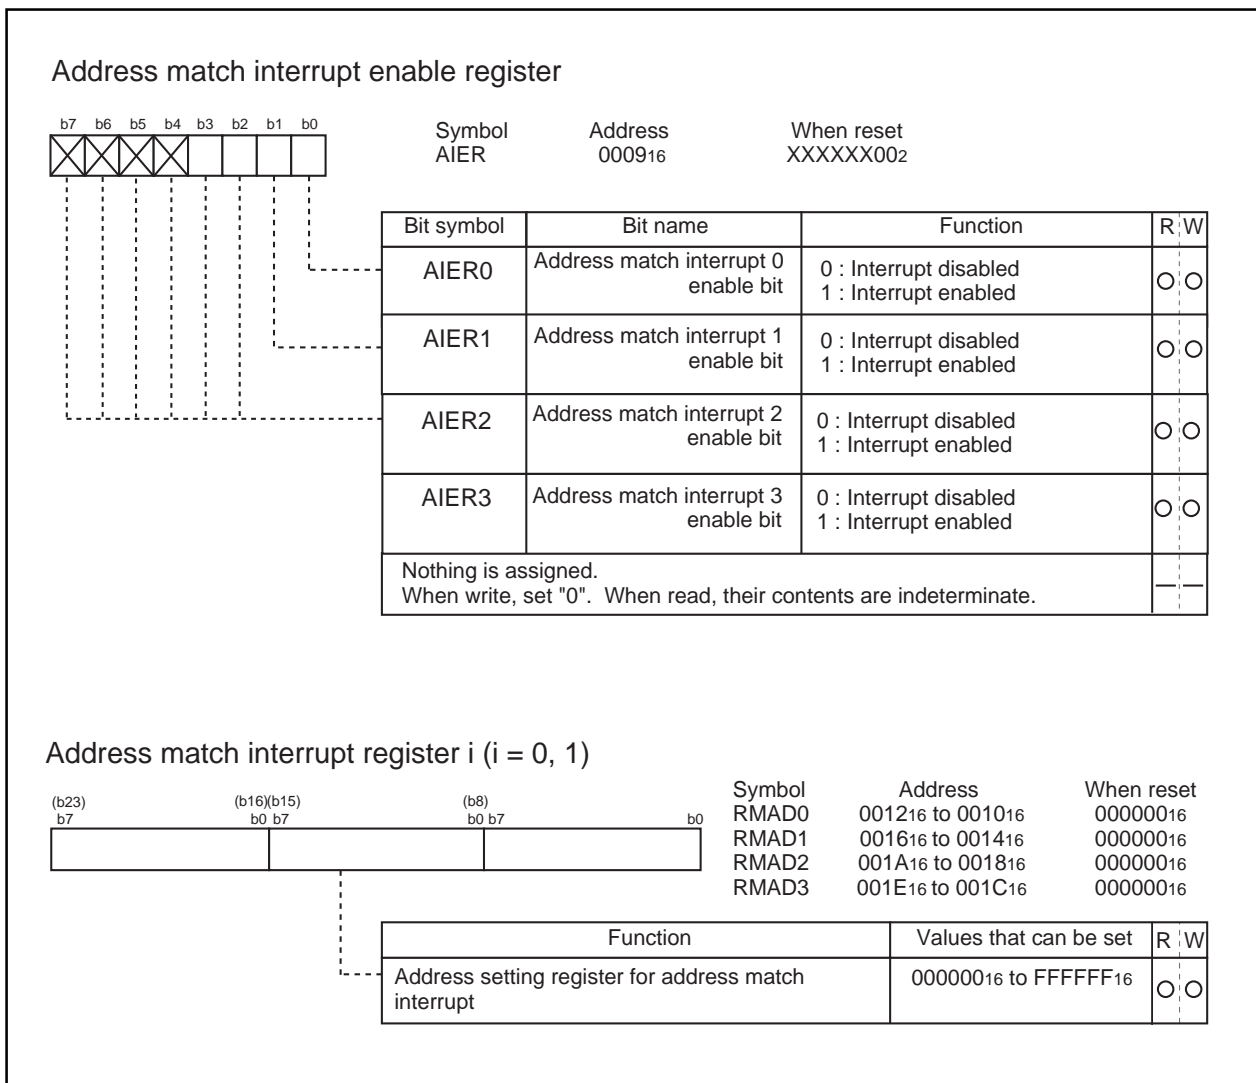 Address match interrupt enable register
b7 b6 b5 b4 b3 b2 b1 b0
Symbol Address When reset
AIER 000916 XXXXXX002
Bit symbol Bit name Function R W
AIER0 Address match interrupt 0 enable bit 0 : Interrupt disabled
1 : Interrupt enabled
AIER1 Address match interrupt 1 enable bit 0 : Interrupt disabled
1 : Interrupt enabled
AIER2 Address match interrupt 2 enable bit 0 : Interrupt disabled
1 : Interrupt enabled
AIER3 Address match interrupt 3 enable bit 0 : Interrupt disabled
1 : Interrupt enabled
Nothing is assigned.
When write, set "0". When read, their contents are indeterminate.
Address match interrupt register i (i = 0, 1)
(b23) (b16)(b15) (b8)
b7 b0 b7 b0 b7 b0
Symbol Address When reset
RMAD0 001216 to 001016 00000016
RMAD1 001616 to 001416 00000016
RMAD2 001A16 to 001816 00000016
RMAD3 001E16 to 001C16 00000016
Function Values that can be set R W
Address setting register for address match
interrupt
00000016 to FFFFFF16